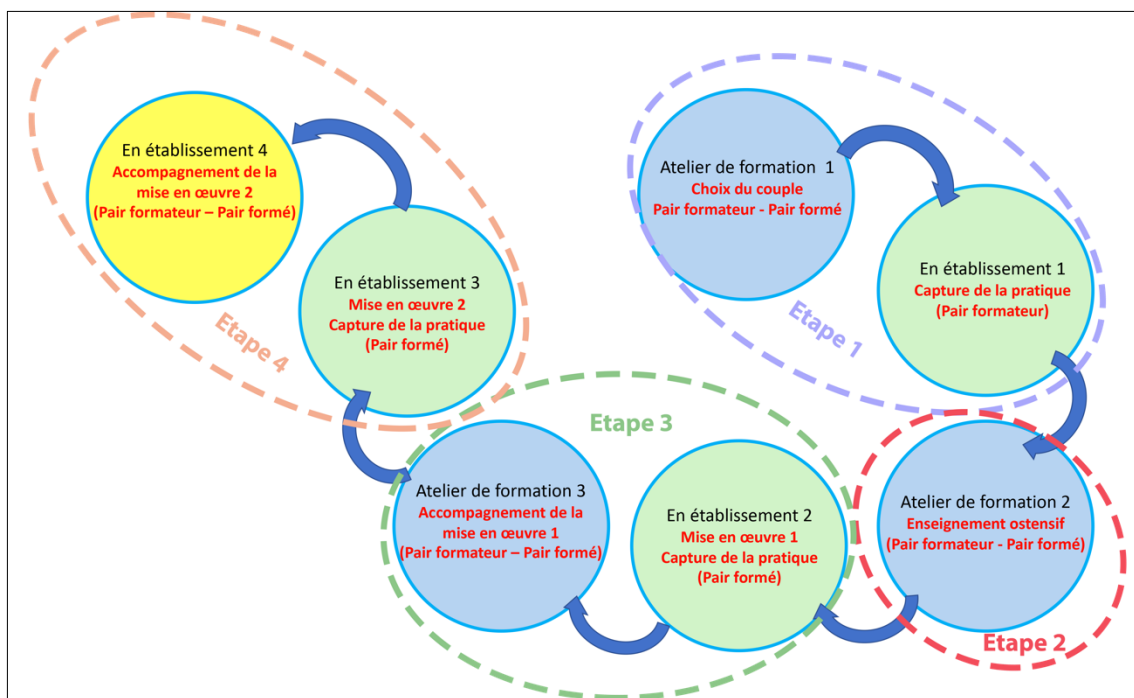 Atelier de formation 1
Choix du couple
Pair formateur - Pair formé
En établissement 1
Capture de la pratique
(Pair formateur)
Etape 1
Atelier de formation 2
Enseignement ostensif
(Pair formateur - Pair formé)
Etape 2
En établissement 2
Mise en œuvre 1
Capture de la pratique
(Pair formé)
Etape 3
Atelier de formation 3
Accompagnement de la
mise en œuvre 1
(Pair formateur – Pair formé)
En établissement 3
Mise en œuvre 2
Capture de la pratique
(Pair formé)
Etape 4
En établissement 4
Accompagnement de la
mise en œuvre 2
(Pair formateur – Pair formé)